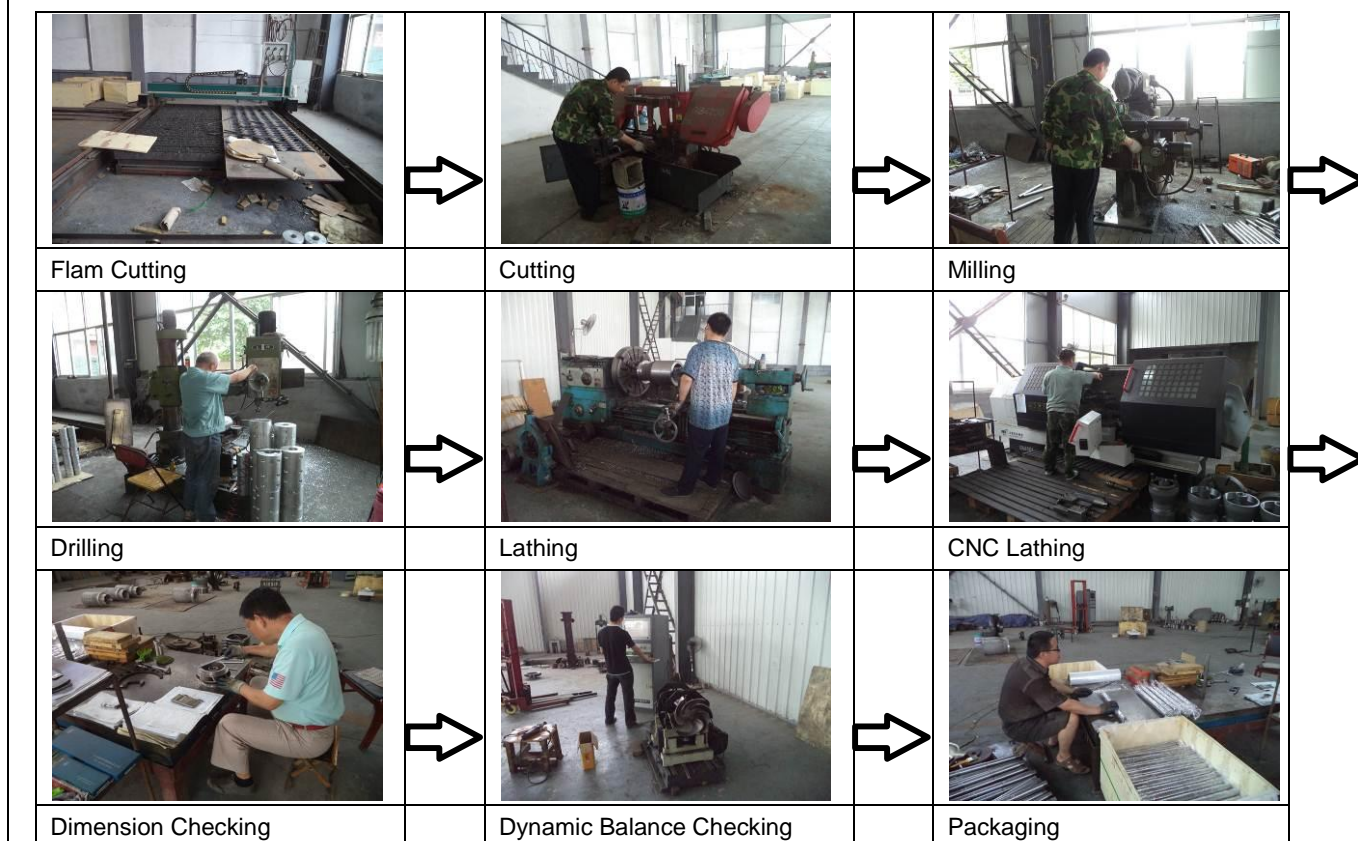 Flam Cutting
Cutting
Milling
Drilling
Lathing
CNC Lathing
Dimension Checking
Dynamic Balance Checking
Packaging